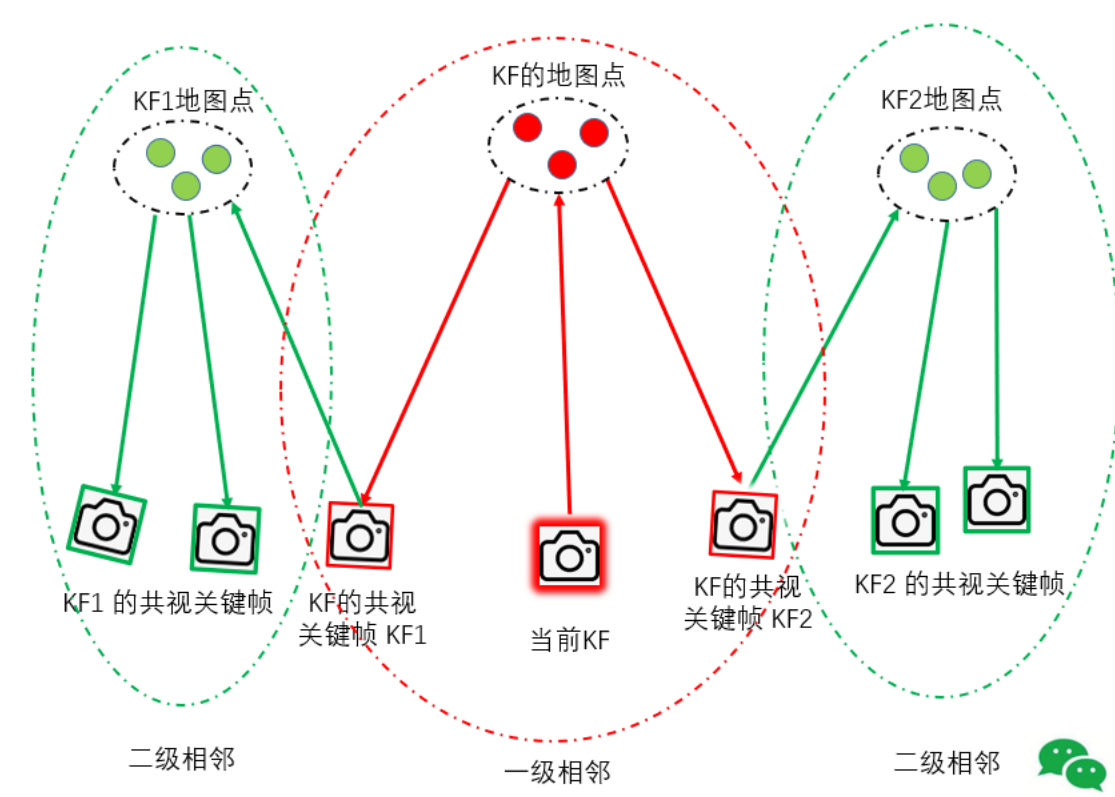 KF的地图点
KF1地图点
KF2地图点
KF1 的共视关键帧
KF的共视
关键帧 KF1
当前KF
KF的共视
关键帧 KF2
KF2 的共视关键帧
二级相邻
一级相邻
二级相邻